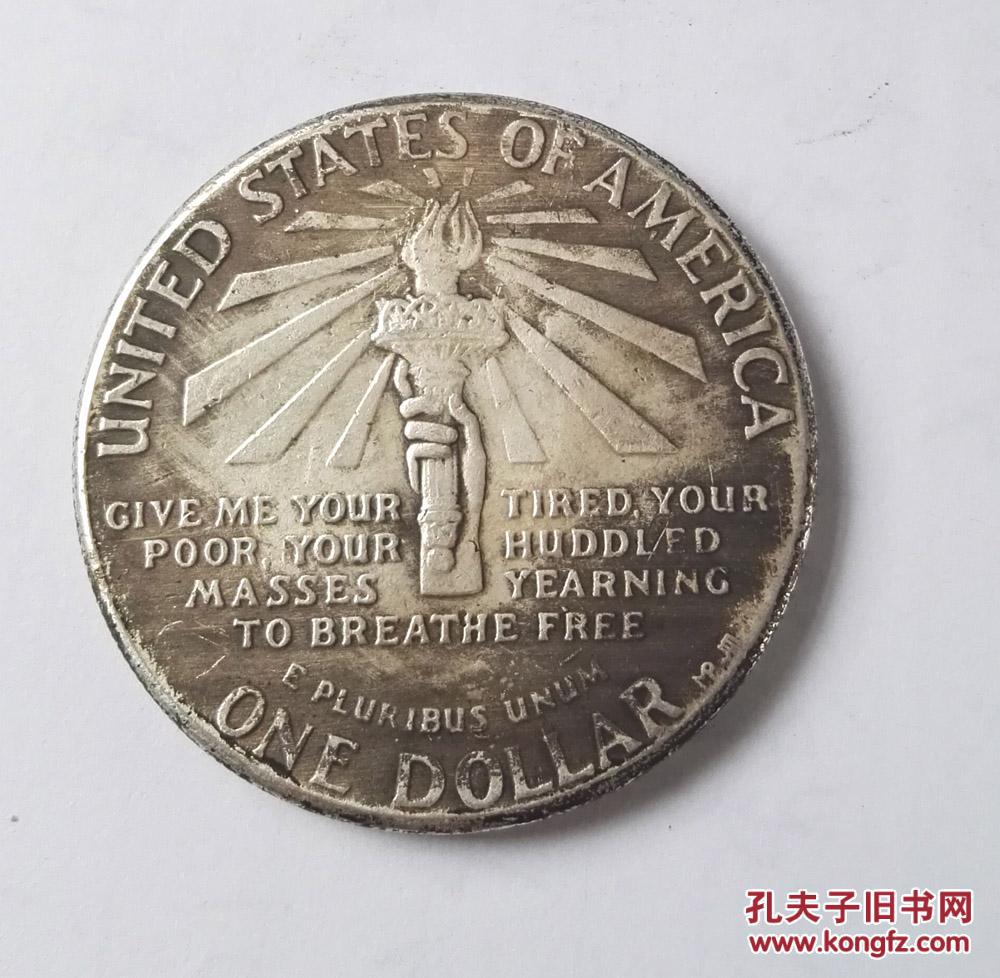 UNITED STATES OF AMERICA
GIVE ME YOUR TIRED, YOUR
POOR, YOUR HUDDLED
MASSES YEARNING
TO BREATHE FREE
E PLURIBUS UNUM
ONE DOLLAR
孔夫子旧书网
www.kongfz.com